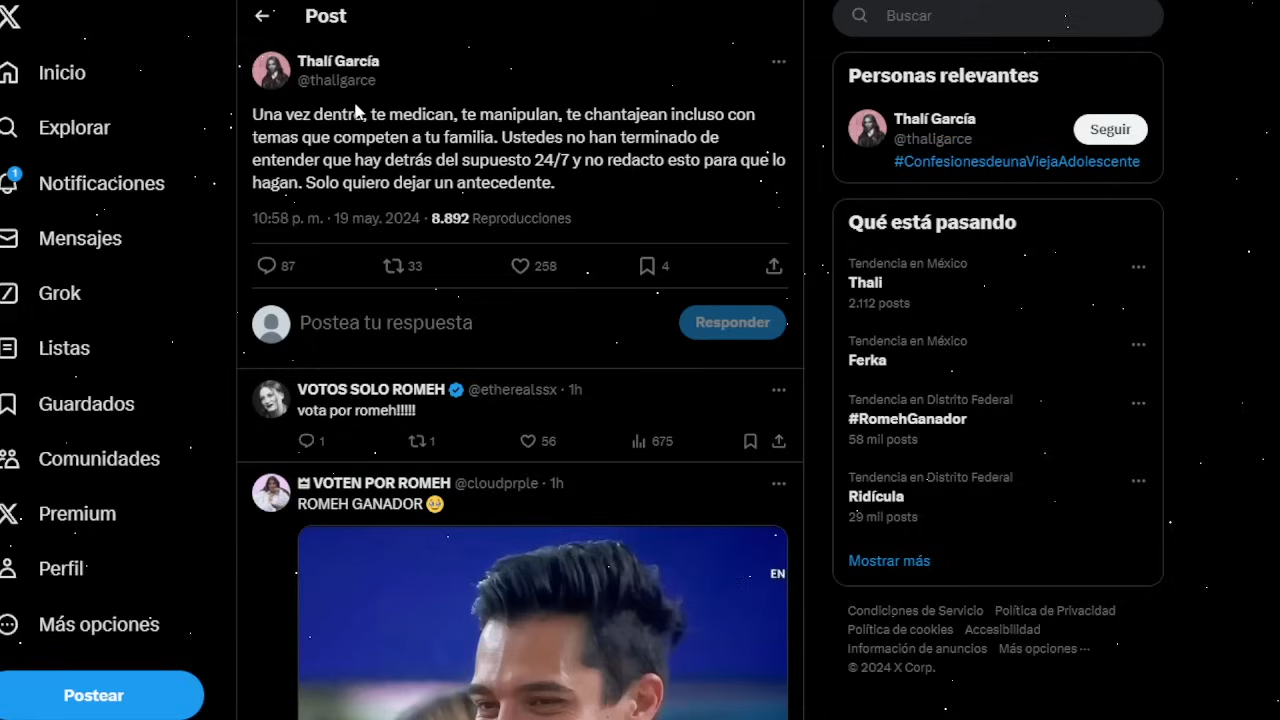 Post
Buscar
Thalí García
@thaligarce
Una vez dentro, te medican, te manipulan, te chantajean incluso con
temas que competen a tu familia. Ustedes no han terminado de
entender que hay detrás del supuesto 24/7 y no redacto esto para que lo
hagan. Solo quiero dejar un antecedente.
10:58 p. m. · 19 may. 2024 · 8.892 Reproducciones
87 33 258 4
Postea tu respuesta
Responder
VOTOS SOLO ROMEH @etherealssx · 1h
vota por romeh!!!!!
1 1 56 675
VOTEN POR ROMEH @cloudprple · 1h
ROMEH GANADOR 🥹
EN
Inicio
Explorar
1
Notificaciones
Mensajes
Grok
Listas
Guardados
Comunidades
Premium
Perfil
Más opciones
Postear
Personas relevantes
Thalí García
@thaligarce
Seguir
#ConfesionesdeunaViejaAdolescente
Qué está pasando
Tendencia en México
Thali
2.112 posts
Tendencia en México
Ferka
Tendencia en Distrito Federal
#RomehGanador
58 mil posts
Tendencia en Distrito Federal
Ridícula
29 mil posts
Mostrar más
Condiciones de Servicio Política de Privacidad
Política de cookies Accesibilidad
Información de anuncios Más opciones ···
© 2024 X Corp.